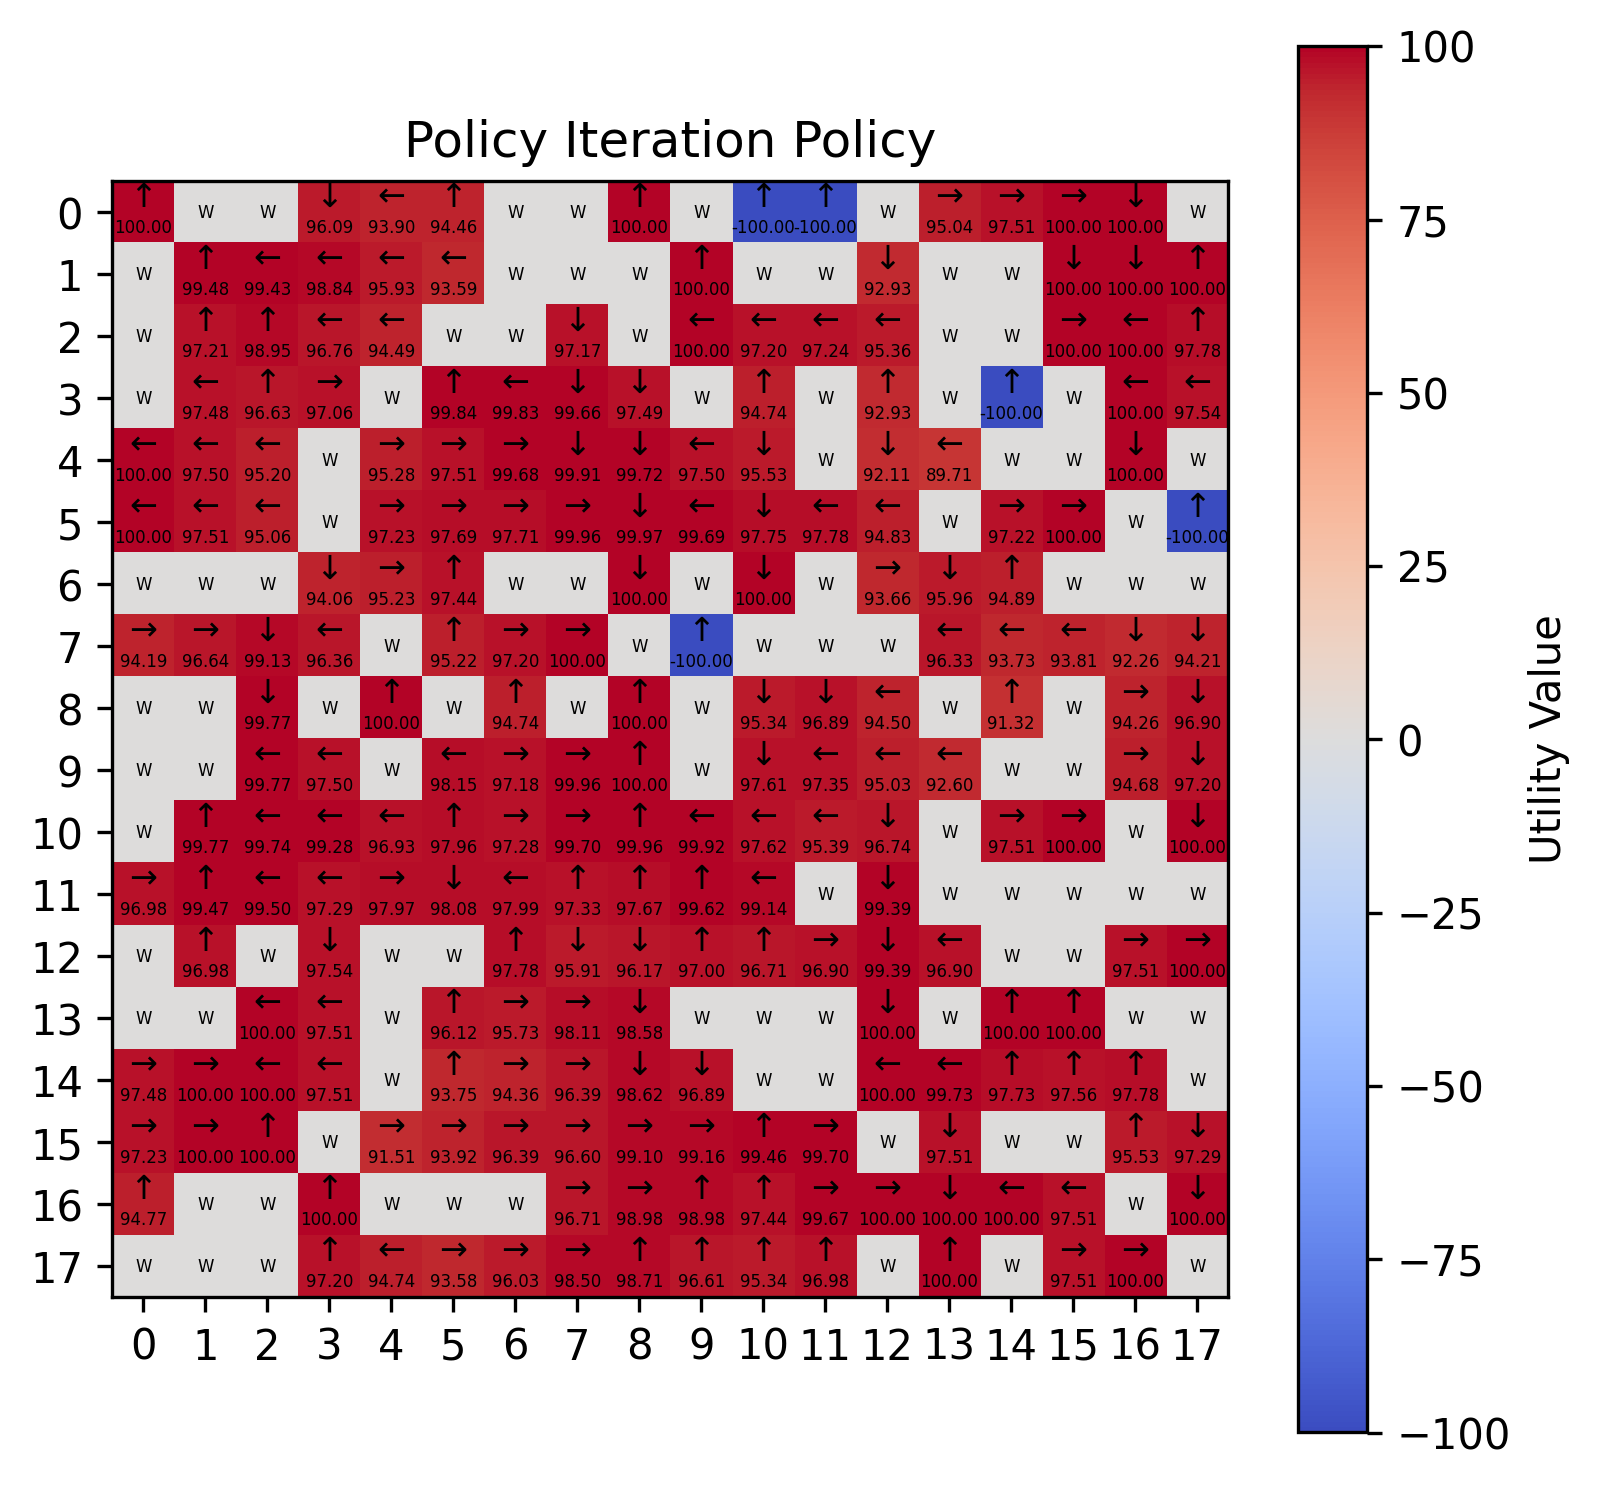 Policy Iteration Policy
0 ↑ W W ↓ ← ↑ W W ↑ W ↑ ↑ W → → → ↓ W
100.00 96.09 93.90 94.46 100.00 -100.00 -100.00 95.04 97.51 100.00 100.00
1 W ↑ ← ← ← ← W W W ↑ W W ↓ W W ↓ ↓ ↑
99.48 99.43 98.84 95.93 93.59 100.00 92.93 100.00 100.00 100.00
2 W ↑ ↑ ← ← W W ↓ W ← ← ← ← W W → ← ↑
97.21 98.95 96.76 94.49 97.17 100.00 97.20 97.24 95.36 100.00 100.00 97.78
3 W ← ↑ → W ↑ ← ↓ ↓ W ↑ W ↑ W ↑ W ← ←
97.48 96.63 97.06 99.84 99.83 99.66 97.49 94.74 92.93 -100.00 100.00 97.54
4 ← ← ← W → → → ↓ ↓ ← ↓ W ↓ ← W W ↓ W
100.00 97.50 95.20 95.28 97.51 99.68 99.91 99.72 97.50 95.53 92.11 89.71 100.00
5 ← ← ← W → → → → ↓ ← ↓ ← ← W → → W ↑
100.00 97.51 95.06 97.23 97.69 97.71 99.96 99.97 99.69 97.75 97.78 94.83 97.22 100.00 -100.00
6 W W W ↓ → ↑ W W ↓ W ↓ W → ↓ ↑ W W W
94.06 95.23 97.44 100.00 100.00 93.66 95.96 94.89
7 → → ↓ ← W ↑ → → W ↑ W W W ← ← ← ↓ ↓
94.19 96.64 99.13 96.36 95.22 97.20 100.00 -100.00 96.33 93.73 93.81 92.26 94.21
8 W W ↓ W ↑ W ↑ W ↑ W ↓ ↓ ← W ↑ W → ↓
99.77 100.00 94.74 100.00 95.34 96.89 94.50 91.32 94.26 96.90
9 W W ← ← W ← → → ↑ W ↓ ← ← ← W W → ↓
99.77 97.50 98.15 97.18 99.96 100.00 97.61 97.35 95.03 92.60 94.68 97.20
10 W ↑ ← ← ← ↑ → → ↑ ← ← ← ↓ W → → W ↓
99.77 99.74 99.28 96.93 97.96 97.28 99.70 99.96 99.92 97.62 95.39 96.74 97.51 100.00 100.00
11 → ↑ ← ← → ↓ ← ↑ ↑ ↑ ← W ↓ W W W W W
96.98 99.47 99.50 97.29 97.97 98.08 97.99 97.33 97.67 99.62 99.14 99.39
12 W ↑ W ↓ W W ↑ ↓ ↓ ↑ ↑ → ↓ ← W W → →
96.98 97.54 97.78 95.91 96.17 97.00 96.71 96.90 99.39 96.90 97.51 100.00
13 W W ← ← W ↑ → → ↓ W W W ↓ W ↑ ↑ W W
100.00 97.51 96.12 95.73 98.11 98.58 100.00 100.00 100.00
14 → → ← ← W ↑ → → ↓ ↓ W W ← ← ↑ ↑ ↑ W
97.48 100.00 100.00 97.51 93.75 94.36 96.39 98.62 96.89 100.00 99.73 97.73 97.56 97.78
15 → → ↑ W → → → → → → ↑ → W ↓ W W ↑ ↓
97.23 100.00 100.00 91.51 93.92 96.39 96.60 99.10 99.16 99.46 99.70 97.51 95.53 97.29
16 ↑ W W ↑ W W W → → ↑ ↑ → → ↓ ← ← W ↓
94.77 100.00 96.71 98.98 98.98 97.44 99.67 100.00 100.00 100.00 97.51 100.00
17 W W W ↑ ← → → → ↑ ↑ ↑ ↑ W ↑ W → → W
97.20 94.74 93.58 96.03 98.50 98.71 96.61 95.34 96.98 100.00 97.51 100.00
0 1 2 3 4 5 6 7 8 9 10 11 12 13 14 15 16 17
100
75
50
25
0
−25
−50
−75
−100
Utility Value